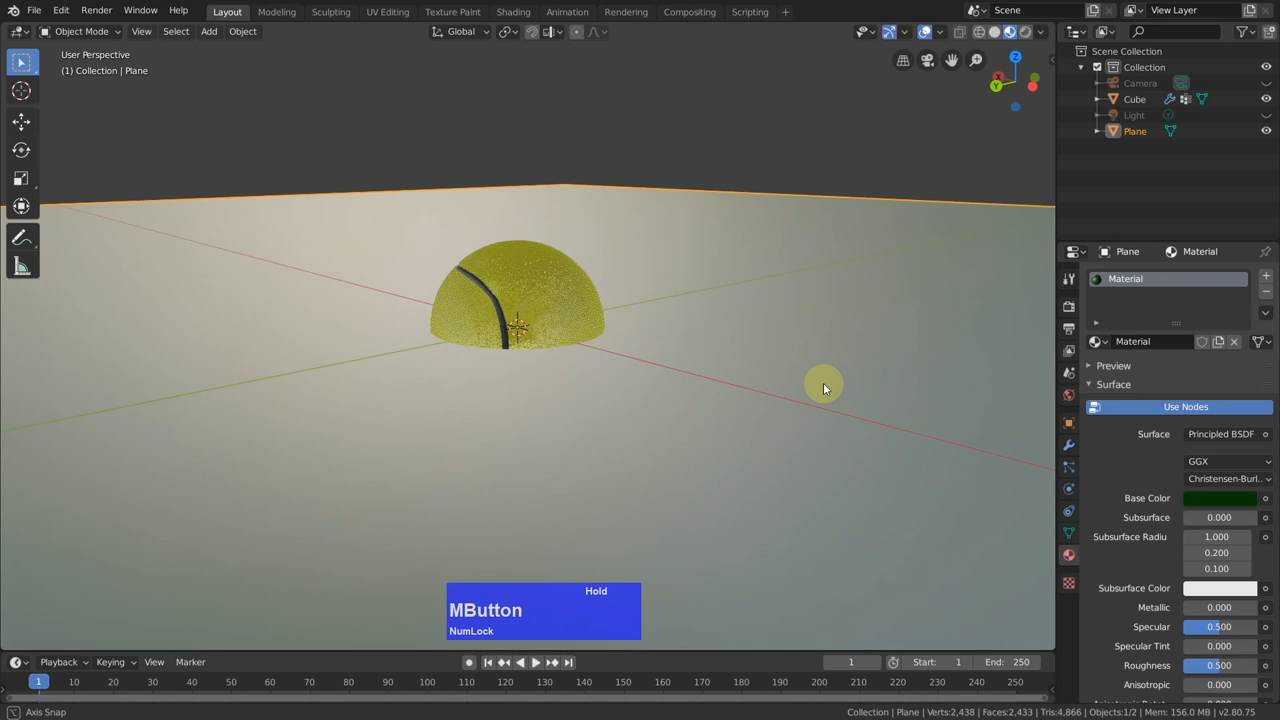 File Edit Render Window Help Layout Modeling Sculpting UV Editing Texture Paint Shading Animation Rendering Compositing Scripting + Scene View Layer
Object Mode View Select Add Object Global
User Perspective
(1) Collection | Plane
Z
X
Y
Scene Collection
Collection
Camera
Cube
Light
Plane
Plane Material
Material
Material
Preview
Surface
Use Nodes
Surface Principled BSDF
GGX
Christensen-Burl..
Base Color
Subsurface 0.000
Subsurface Radiu 1.000
0.200
0.100
Subsurface Color
Metallic 0.000
Specular 0.500
Specular Tint 0.000
Roughness 0.500
Anisotropic 0.000
Hold
MButton
NumLock
Playback Keying View Marker 1 Start: 1 End: 250
1 10 20 30 40 50 60 70 80 90 100 110 120 130 140 150 160 170 180 190 200 210 220 230 240 250
Axis Snap Collection | Plane | Verts:2,438 | Faces:2,433 | Tris:4,866 | Objects:1/2 | Mem: 156.0 MB | v2.80.75